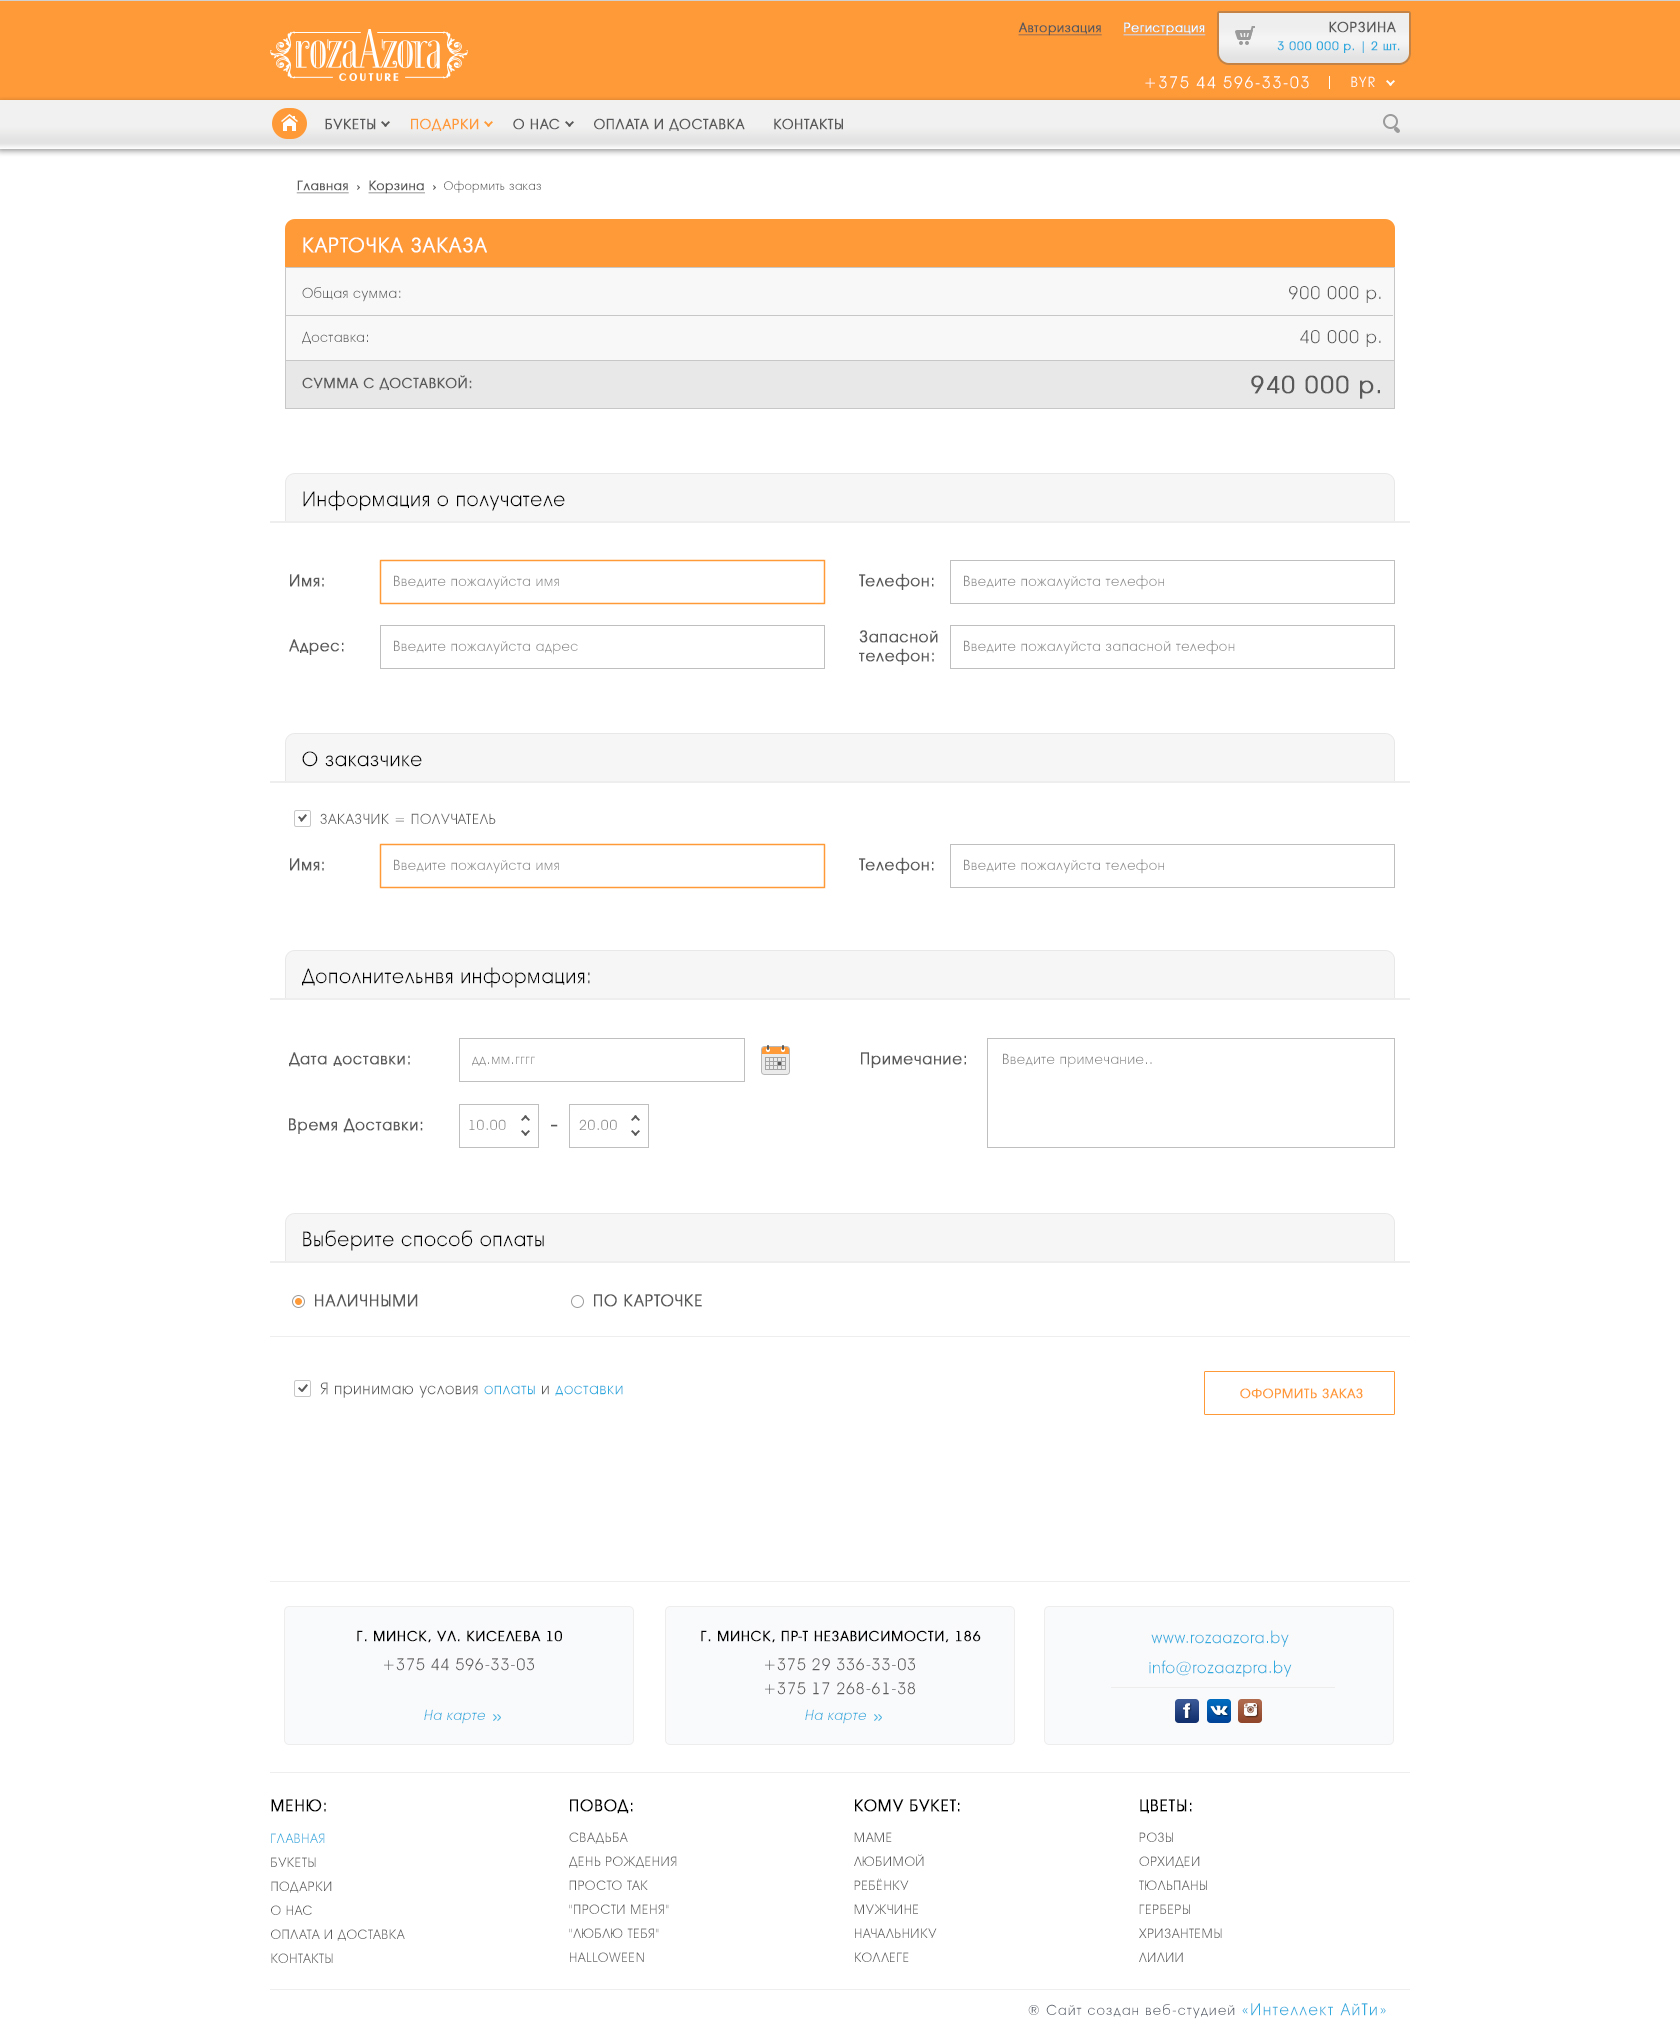 Авторизация Регистрация КОРЗИНА
3 000 000 р. | 2 шт.
rozaAzora
COUTURE
+375 44 596-33-03 | BYR
БУКЕТЫ ПОДАРКИ О НАС ОПЛАТА И ДОСТАВКА КОНТАКТЫ
Главная › Корзина › Оформить заказ
КАРТОЧКА ЗАКАЗА
Общая сумма: 900 000 р.
Доставка: 40 000 р.
СУММА С ДОСТАВКОЙ: 940 000 р.
Информация о получателе
Имя: Введите пожалуйста имя Телефон: Введите пожалуйста телефон
Адрес: Введите пожалуйста адрес Запасной
телефон: Введите пожалуйста запасной телефон
О заказчике
ЗАКАЗЧИК = ПОЛУЧАТЕЛЬ
Имя: Введите пожалуйста имя Телефон: Введите пожалуйста телефон
Дополнительнвя информация:
Дата доставки: дд.мм.гггг Примечание: Введите примечание..
Время Доставки: 10.00 - 20.00
Выберите способ оплаты
НАЛИЧНЫМИ ПО КАРТОЧКЕ
Я принимаю условия оплаты и доставки ОФОРМИТЬ ЗАКАЗ
Г. МИНСК, УЛ. КИСЕЛЕВА 10
+375 44 596-33-03
На карте »
Г. МИНСК, ПР-Т НЕЗАВИСИМОСТИ, 186
+375 29 336-33-03
+375 17 268-61-38
На карте »
www.rozaazora.by
info@rozaazpra.by
МЕНЮ:
ГЛАВНАЯ
БУКЕТЫ
ПОДАРКИ
О НАС
ОПЛАТА И ДОСТАВКА
КОНТАКТЫ
ПОВОД:
СВАДЬБА
ДЕНЬ РОЖДЕНИЯ
ПРОСТО ТАК
"ПРОСТИ МЕНЯ"
"ЛЮБЛЮ ТЕБЯ"
HALLOWEEN
КОМУ БУКЕТ:
МАМЕ
ЛЮБИМОЙ
РЕБЁНКУ
МУЖЧИНЕ
НАЧАЛЬНИКУ
КОЛЛЕГЕ
ЦВЕТЫ:
РОЗЫ
ОРХИДЕИ
ТЮЛЬПАНЫ
ГЕРБЕРЫ
ХРИЗАНТЕМЫ
ЛИЛИИ
® Сайт создан веб-студией «Интеллект АйТи»